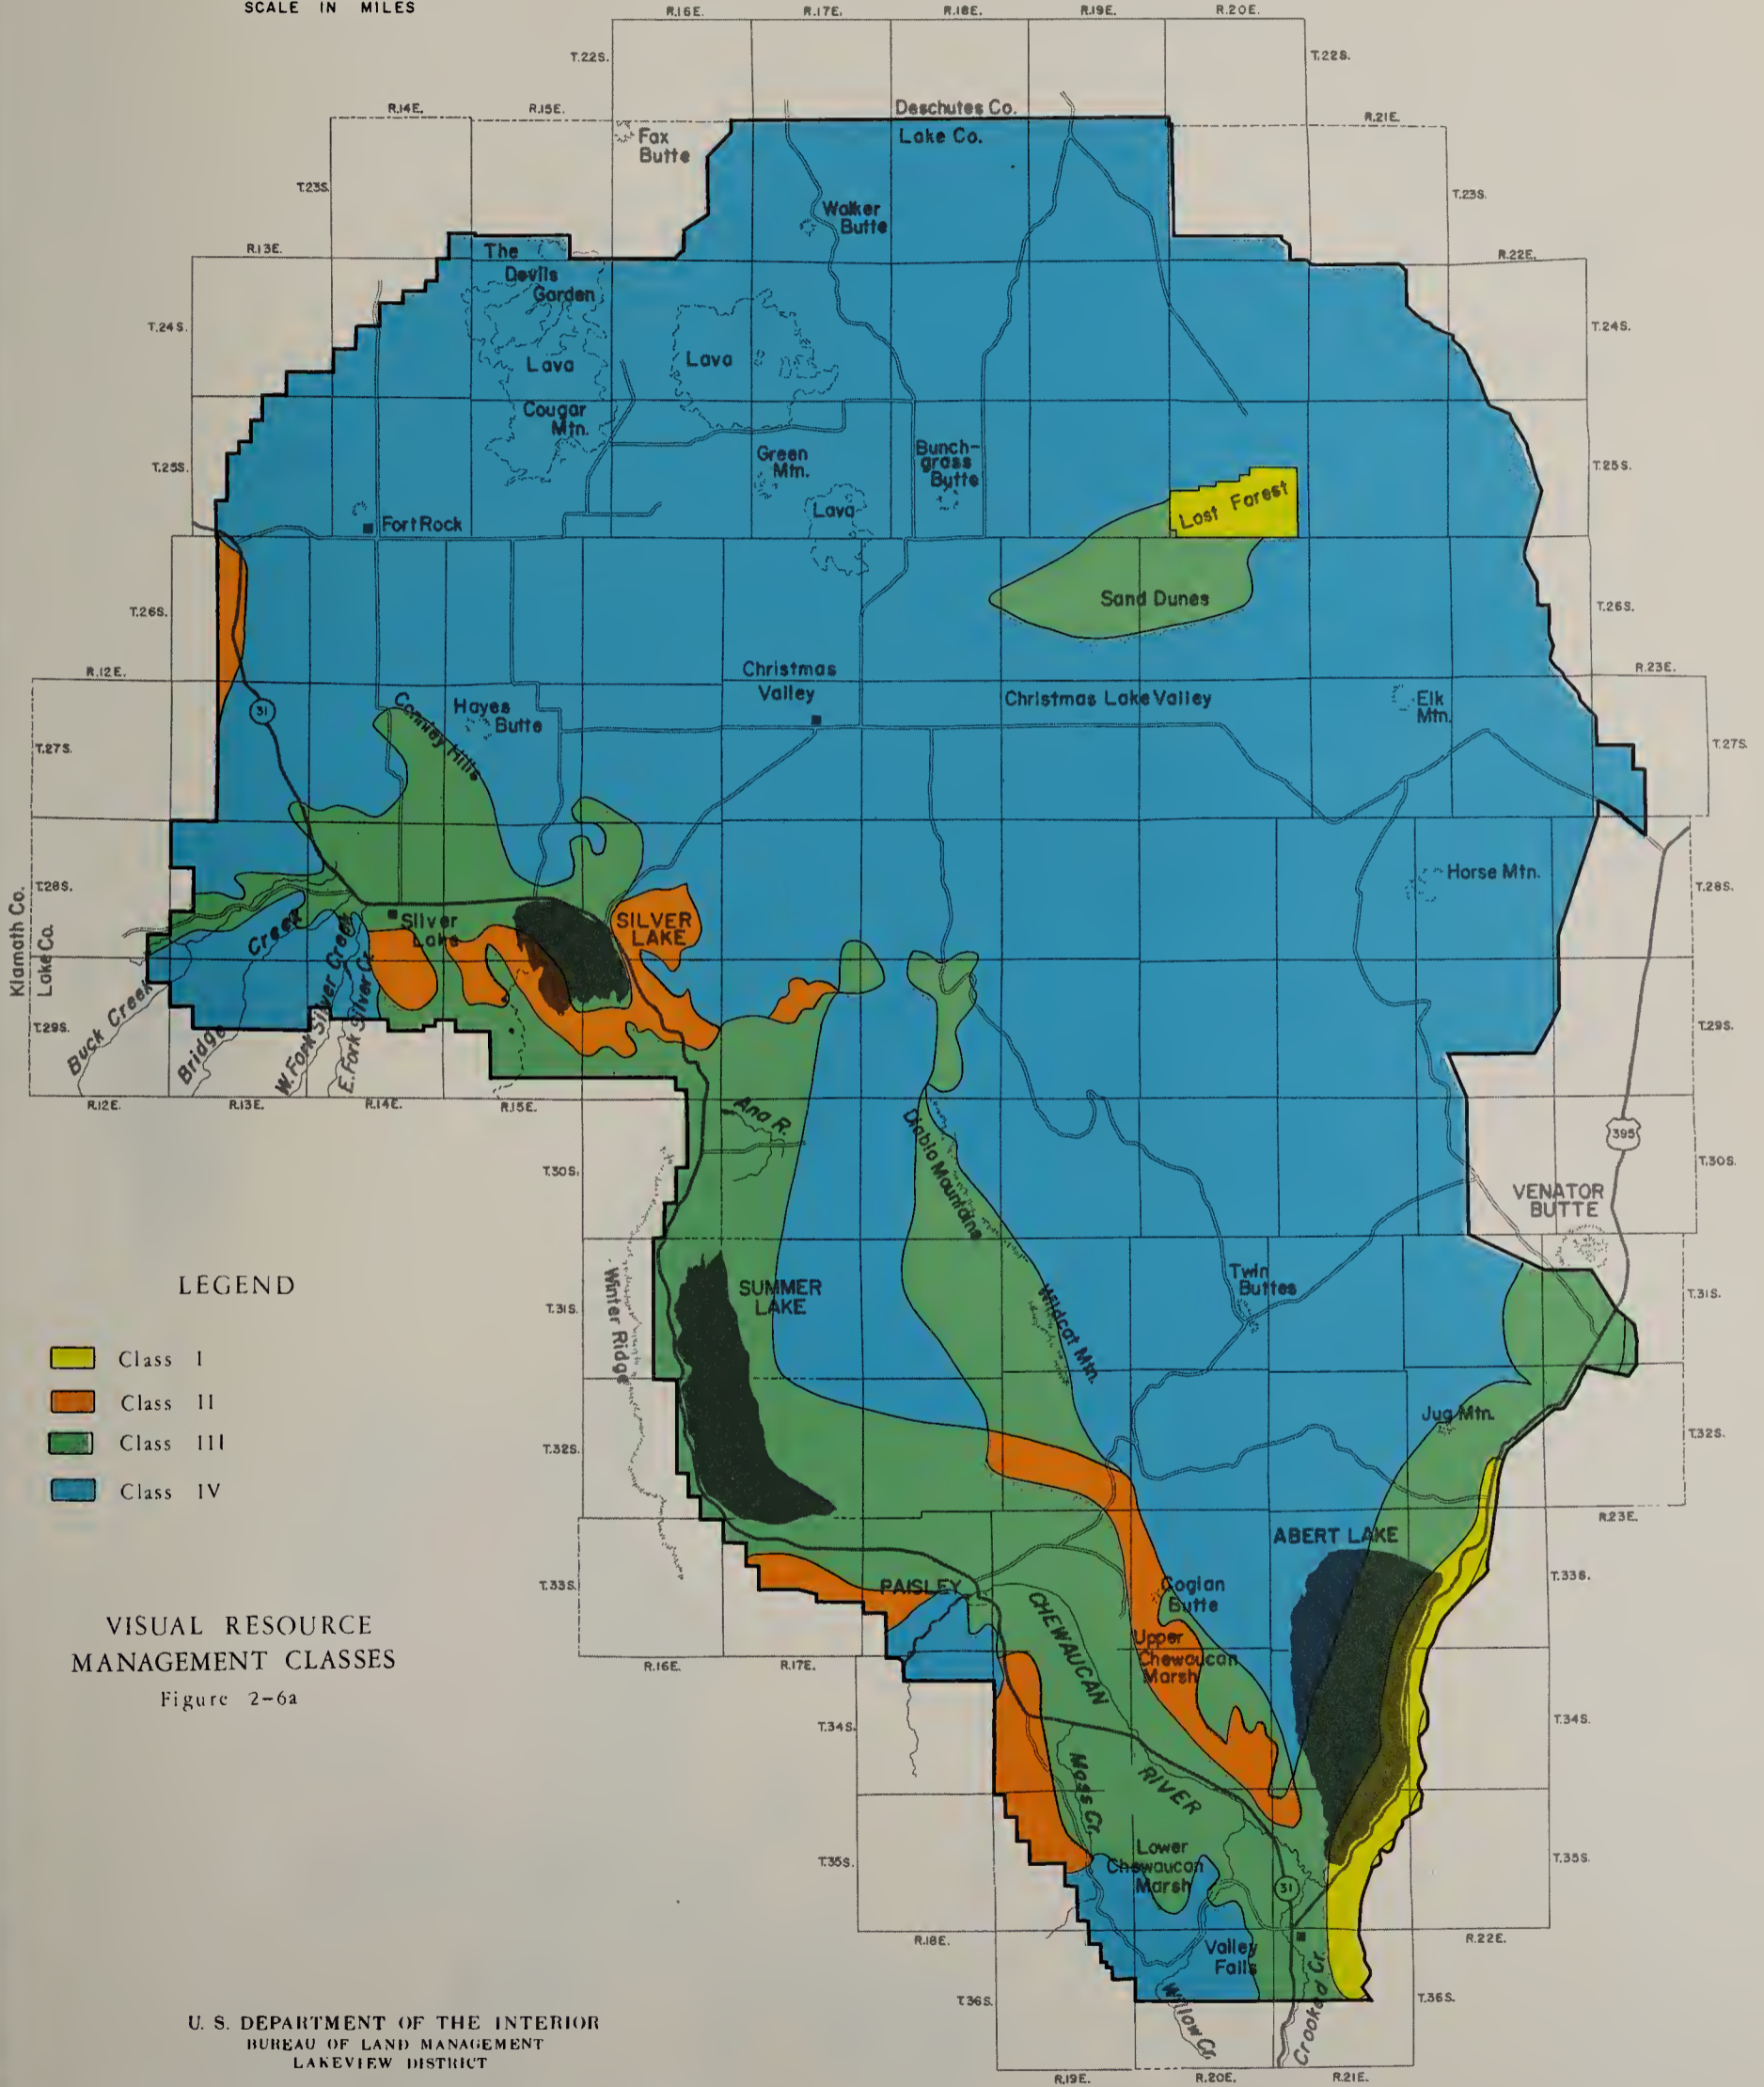 SCALE IN MILES
R.16E. R.17E. R.18E. R.19E. R.20E.
T.22S. T.22S.
R.14E. R.15E. Deschutes Co. R.21E.
Fox Butte
Lake Co.
T.23S. T.23S.
Walker
Butte
R.13E. R.22E.
The
Devils
Garden
T.24S. T.24S.
Lava Lava
Cougar
Mtn.
Green
Mtn.
Bunch-
grass
Butte
T.25S. T.25S.
Lost Forest
Lava
Fort Rock
Sand Dunes
T.26S. T.26S.
R.12E. R.23E.
Christmas
Valley
Christmas Lake Valley
Elk
Mtn.
31
Connley Hills
Hayes
Butte
T.27S. T.27S.
Horse Mtn.
T.28S. T.28S.
Klamath Co.
Lake Co.
Silver
Lake
SILVER
LAKE
Buck Creek
Bridge Creek
W. Fork Silver Creek
E. Fork Silver Cr.
T.29S. T.29S.
R.12E. R.13E. R.14E. R.15E.
Ana R.
Diablo Mountains
395
T.30S. T.30S.
VENATOR
BUTTE
Winter Ridge
SUMMER
LAKE
Wildcat Mtn.
Twin
Buttes
T.31S. T.31S.
Jug Mtn.
T.32S. T.32S.
R.23E.
ABERT LAKE
T.33S. T.33S.
PAISLEY
Coglan
Butte
CHEWAUCAN
RIVER
Upper
Chewaucan
Marsh
R.16E. R.17E.
T.34S. T.34S.
Moss Cr.
Lower
Chewaucan
Marsh
T.35S. T.35S.
31
R.18E. R.22E.
Valley
Falls
T.36S. T.36S.
Willow Cr.
Crooked Cr.
R.19E. R.20E. R.21E.
LEGEND
Class I
Class II
Class III
Class IV
VISUAL RESOURCE
MANAGEMENT CLASSES
Figure 2-6a
U. S. DEPARTMENT OF THE INTERIOR
BUREAU OF LAND MANAGEMENT
LAKEVIEW DISTRICT